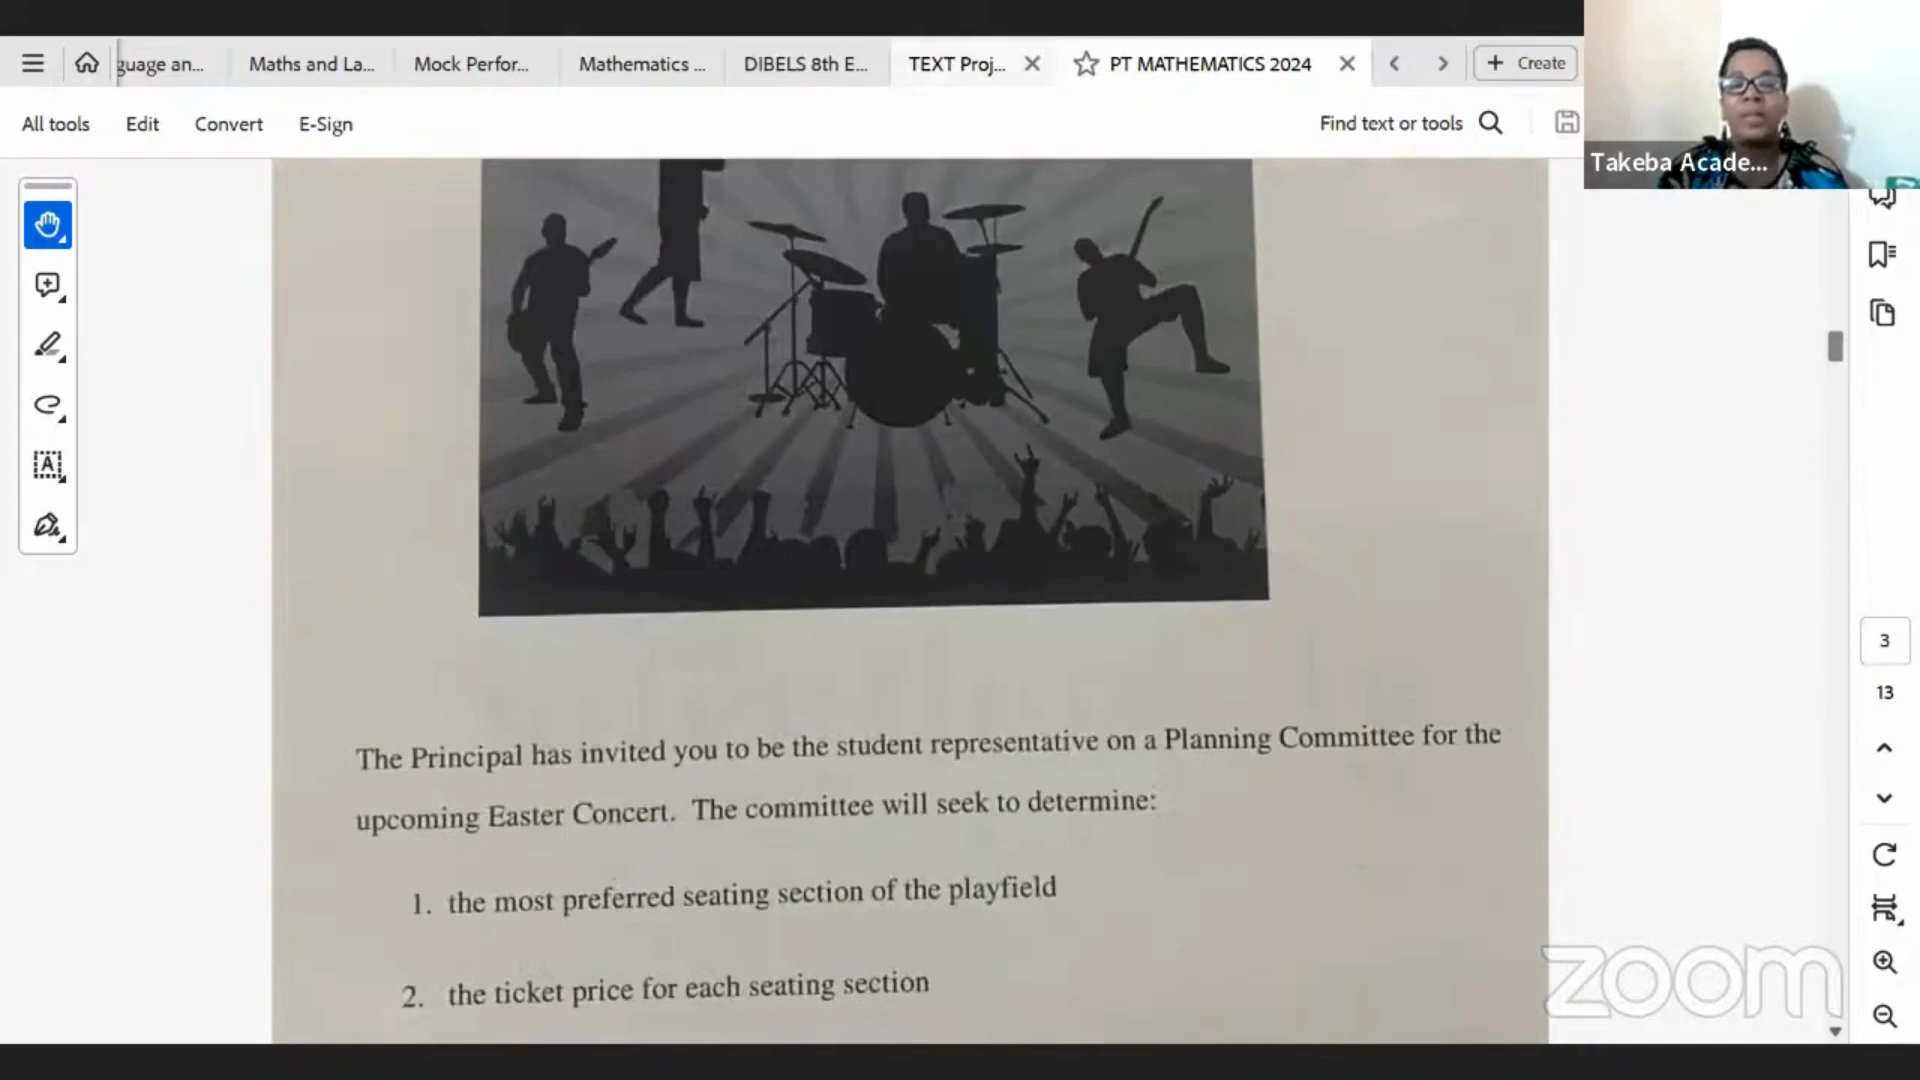 guage an...
Maths and La...
Mock Perfor...
Mathematics ...
DIBELS 8th E...
TEXT Proj...
PT MATHEMATICS 2024
Create
All tools
Edit
Convert
E-Sign
Find text or tools
Takeba Acade...
The Principal has invited you to be the student representative on a Planning Committee for the
upcoming Easter Concert. The committee will seek to determine:
1. the most preferred seating section of the playfield
2. the ticket price for each seating section
3
13
zoom